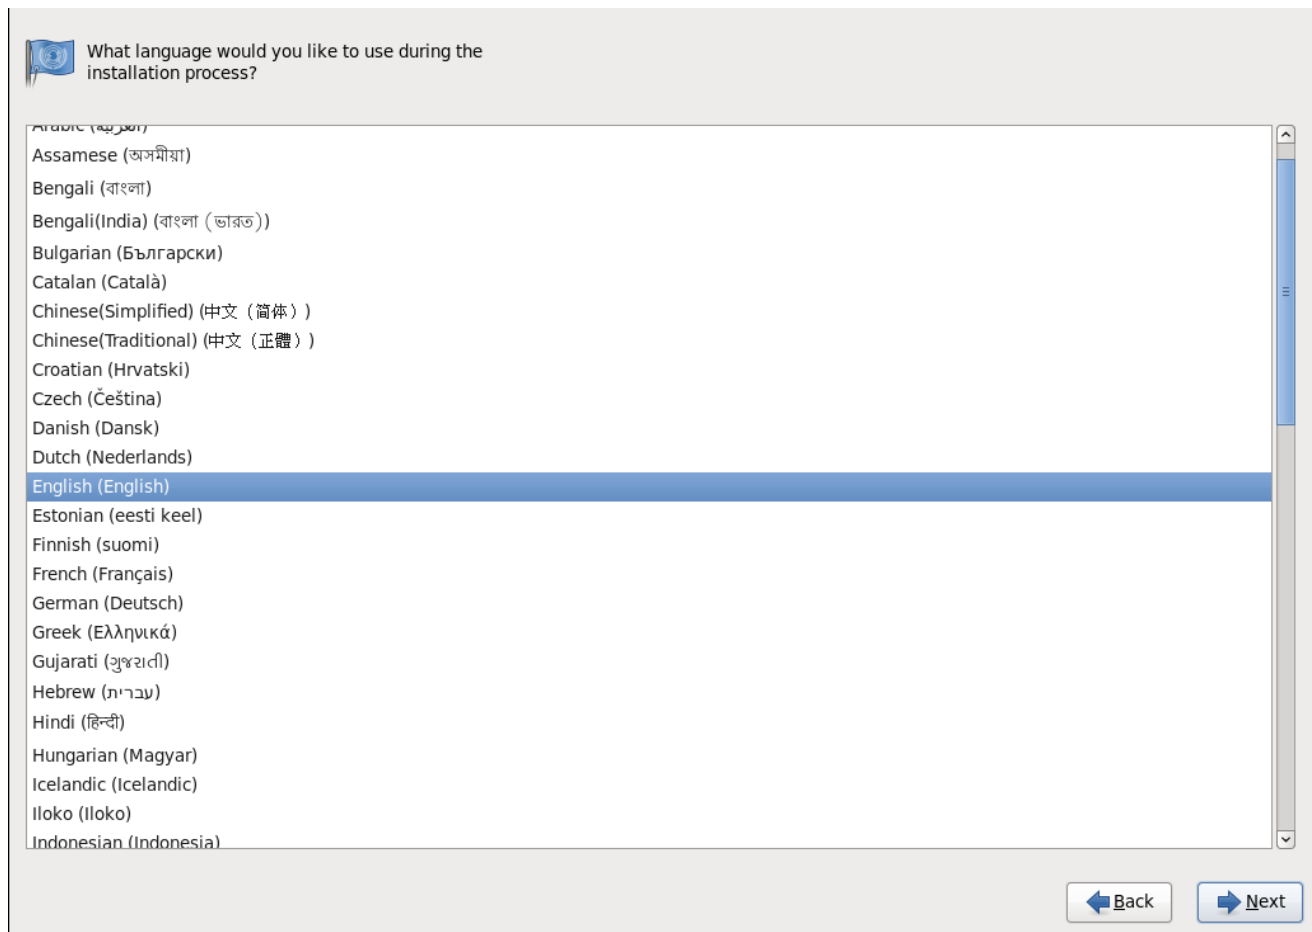 What language would you like to use during the
installation process?
Arabic (العربية)
Assamese (অসমীয়া)
Bengali (বাংলা)
Bengali(India) (বাংলা (ভারত))
Bulgarian (Български)
Catalan (Català)
Chinese(Simplified) (中文（简体）)
Chinese(Traditional) (中文（正體）)
Croatian (Hrvatski)
Czech (Čeština)
Danish (Dansk)
Dutch (Nederlands)
English (English)
Estonian (eesti keel)
Finnish (suomi)
French (Français)
German (Deutsch)
Greek (Ελληνικά)
Gujarati (ગુજરાતી)
Hebrew (עברית)
Hindi (हिन्दी)
Hungarian (Magyar)
Icelandic (Icelandic)
Iloko (Iloko)
Indonesian (Indonesia)
Back Next